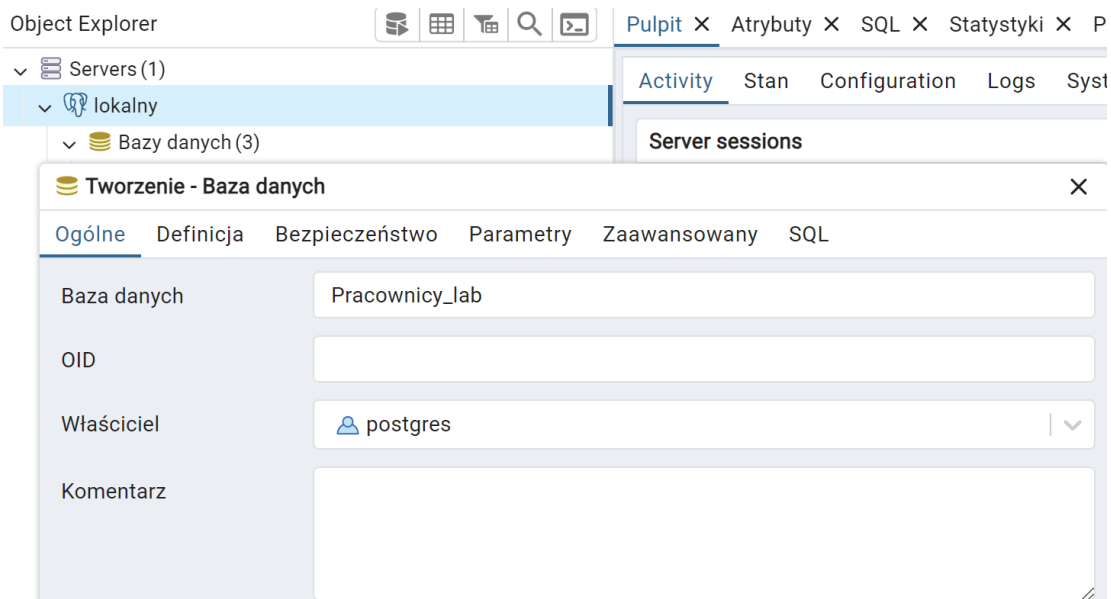 Object Explorer
Pulpit Atrybuty SQL Statystyki P
Servers (1)
lokalny
Bazy danych (3)
Activity Stan Configuration Logs Syst
Server sessions
Tworzenie - Baza danych
Ogólne Definicja Bezpieczeństwo Parametry Zaawansowany SQL
Baza danych Pracownicy_lab
OID
Właściciel postgres
Komentarz